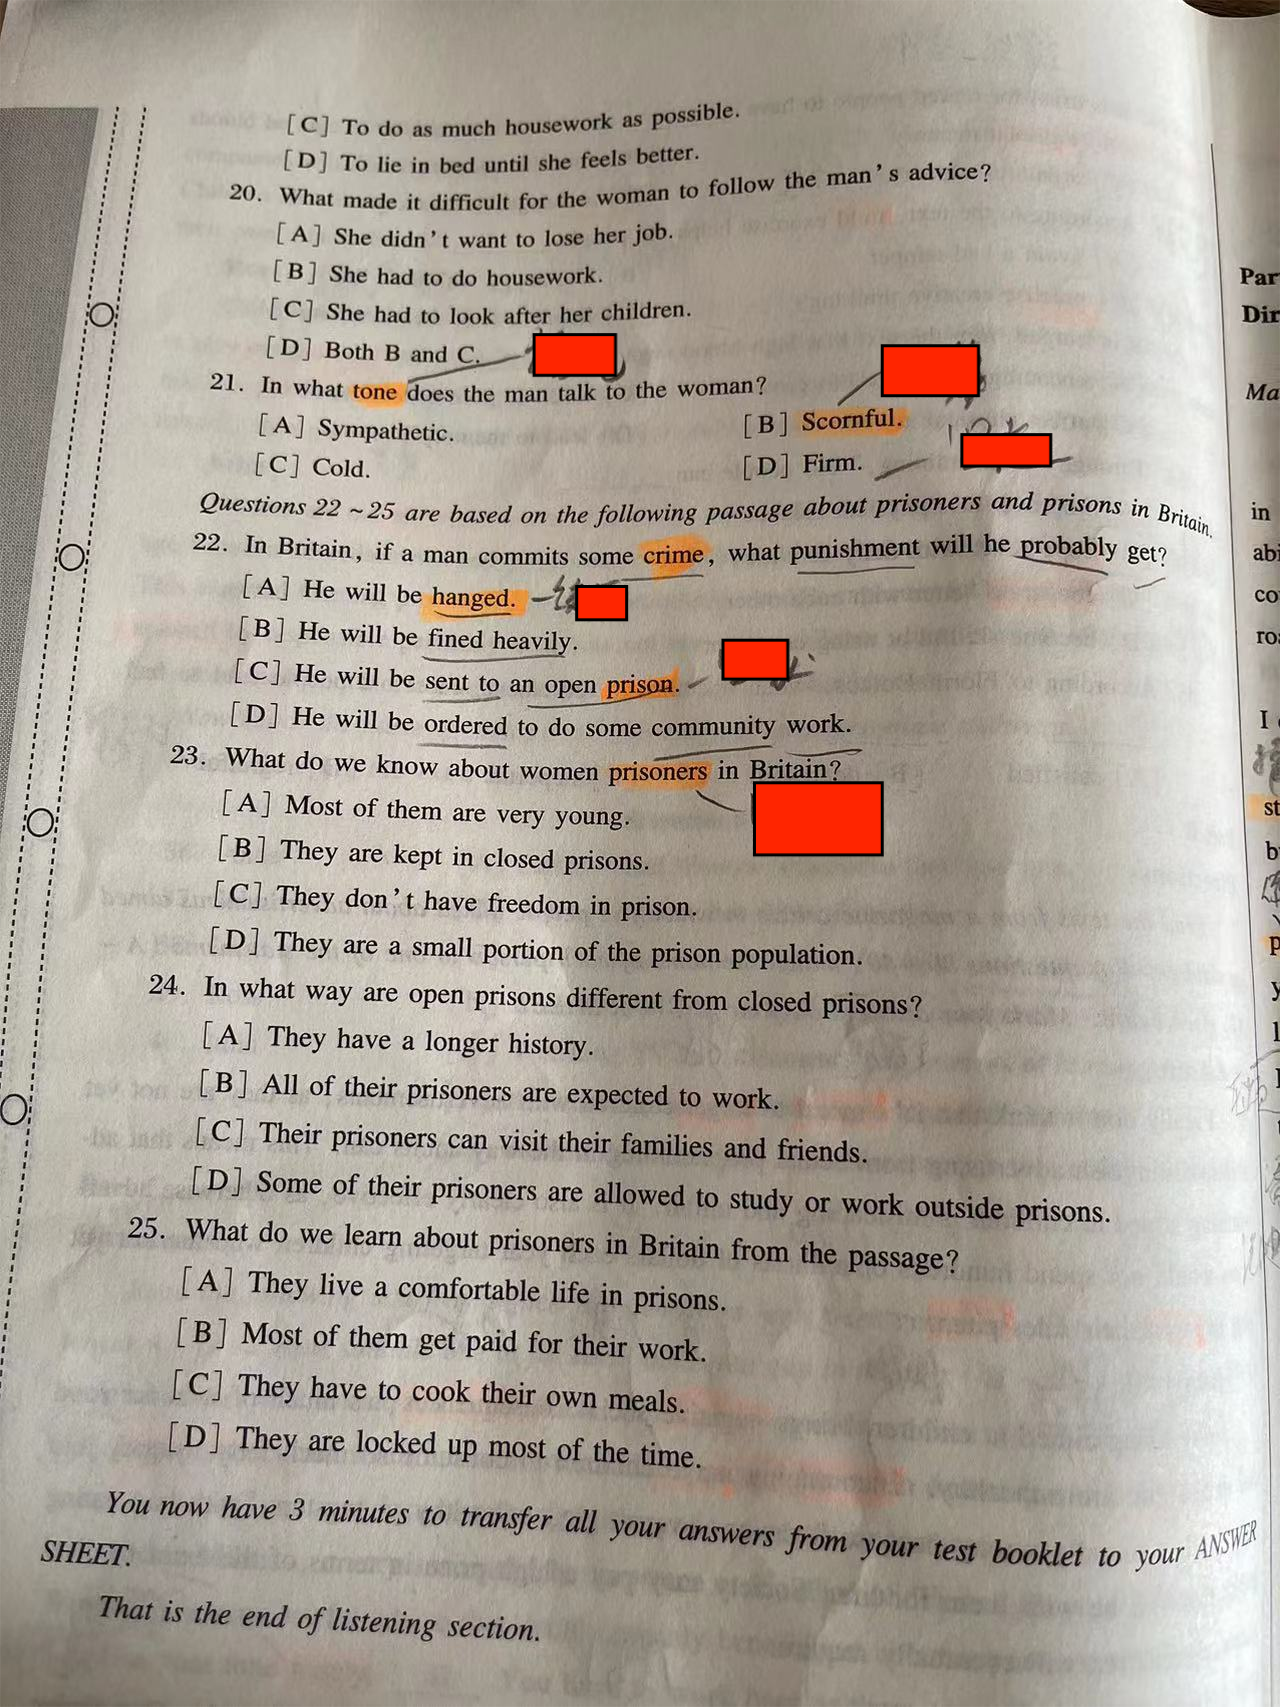 [C] To do as much housework as possible.
[D] To lie in bed until she feels better.
20. What made it difficult for the woman to follow the man's advice?
[A] She didn't want to lose her job.
[B] She had to do housework.
[C] She had to look after her children.
[D] Both B and C.
21. In what tone does the man talk to the woman?
[A] Sympathetic. [B] Scornful.
[C] Cold. [D] Firm.
Questions 22~25 are based on the following passage about prisoners and prisons in Britain.
22. In Britain, if a man commits some crime, what punishment will he probably get?
[A] He will be hanged.
[B] He will be fined heavily.
[C] He will be sent to an open prison.
[D] He will be ordered to do some community work.
23. What do we know about women prisoners in Britain?
[A] Most of them are very young.
[B] They are kept in closed prisons.
[C] They don't have freedom in prison.
[D] They are a small portion of the prison population.
24. In what way are open prisons different from closed prisons?
[A] They have a longer history.
[B] All of their prisoners are expected to work.
[C] Their prisoners can visit their families and friends.
[D] Some of their prisoners are allowed to study or work outside prisons.
25. What do we learn about prisoners in Britain from the passage?
[A] They live a comfortable life in prisons.
[B] Most of them get paid for their work.
[C] They have to cook their own meals.
[D] They are locked up most of the time.
You now have 3 minutes to transfer all your answers from your test booklet to your ANSWER
SHEET.
That is the end of listening section.
Par
Dir
Ma
in
abi
co
ro
I
st
b
p
y